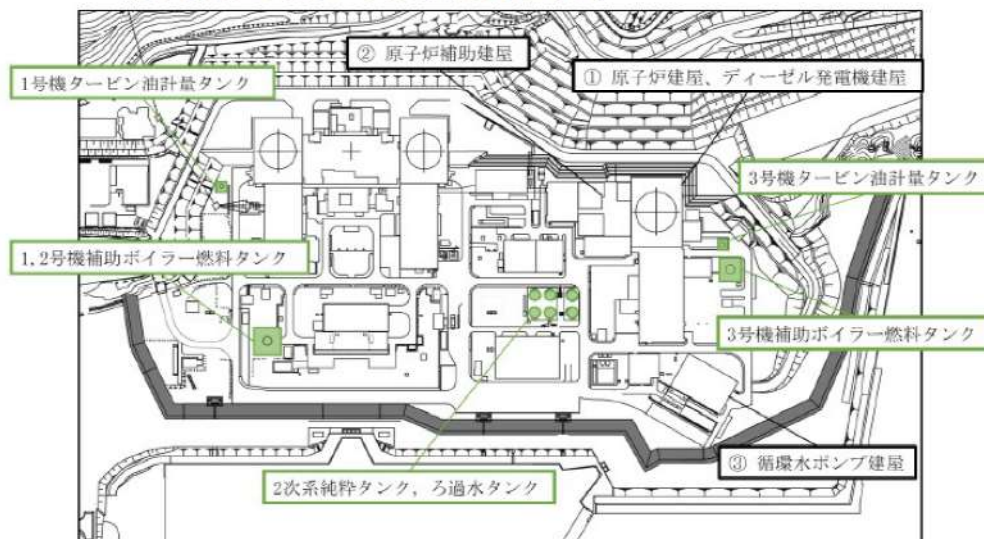 ② 原子炉補助建屋
① 原子炉建屋、ディーゼル発電機建屋
1号機タービン油計量タンク
3号機タービン油計量タンク
1,2号機補助ボイラー燃料タンク
3号機補助ボイラー燃料タンク
③ 循環水ポンプ建屋
2次系純粋タンク，ろ過水タンク